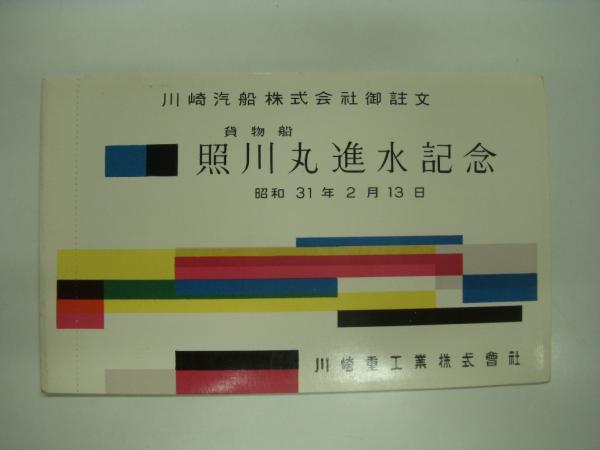 川崎汽船株式会社御註文
貨物船
照川丸進水記念
昭和 31 年 2 月 13 日
川崎重工業株式會社